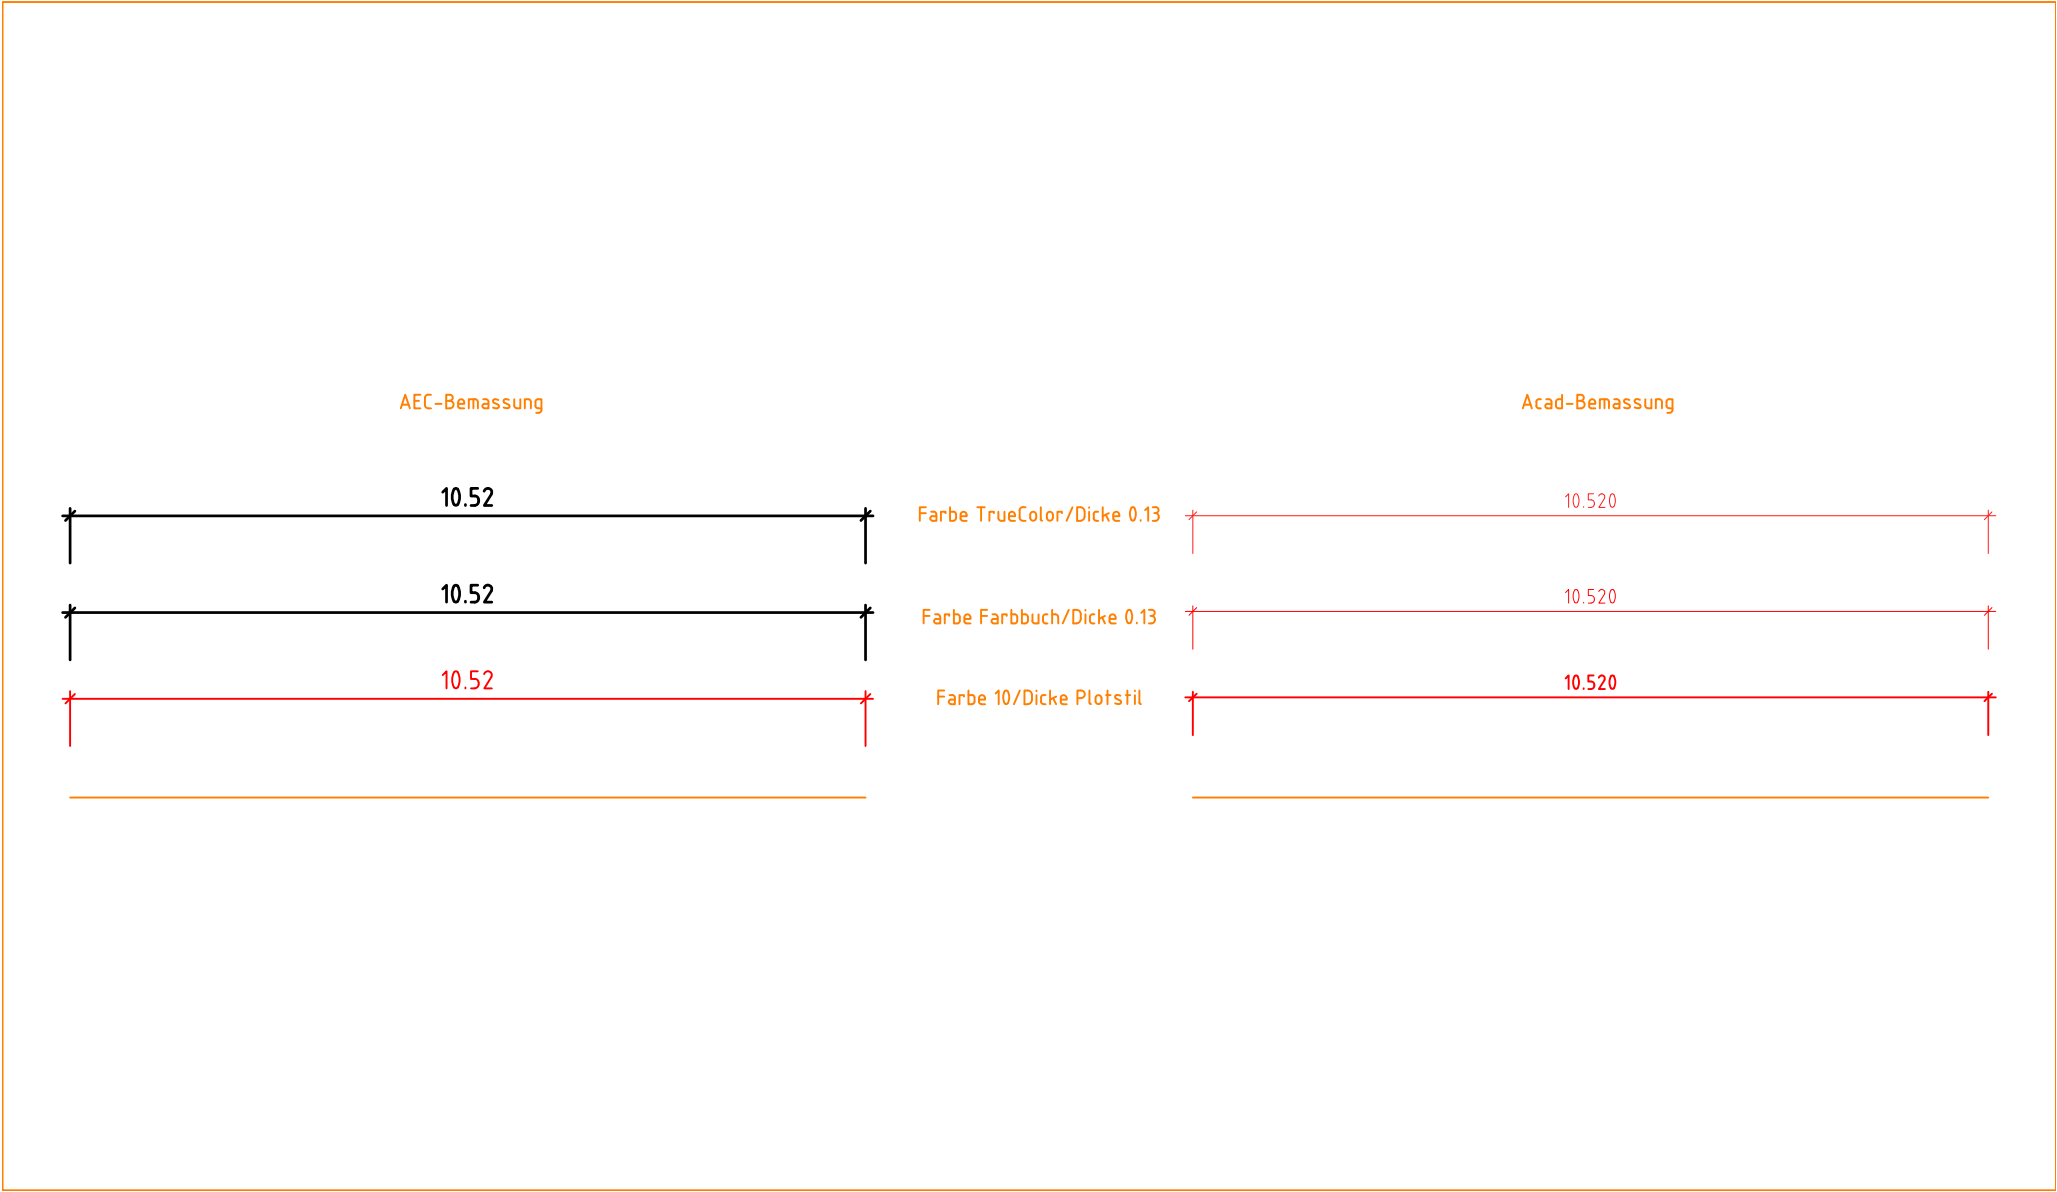 AEC-Bemassung
Acad-Bemassung
10.52
Farbe TrueColor/Dicke 0.13
10.520
10.52
Farbe Farbbuch/Dicke 0.13
10.520
10.52
Farbe 10/Dicke Plotstil
10.520